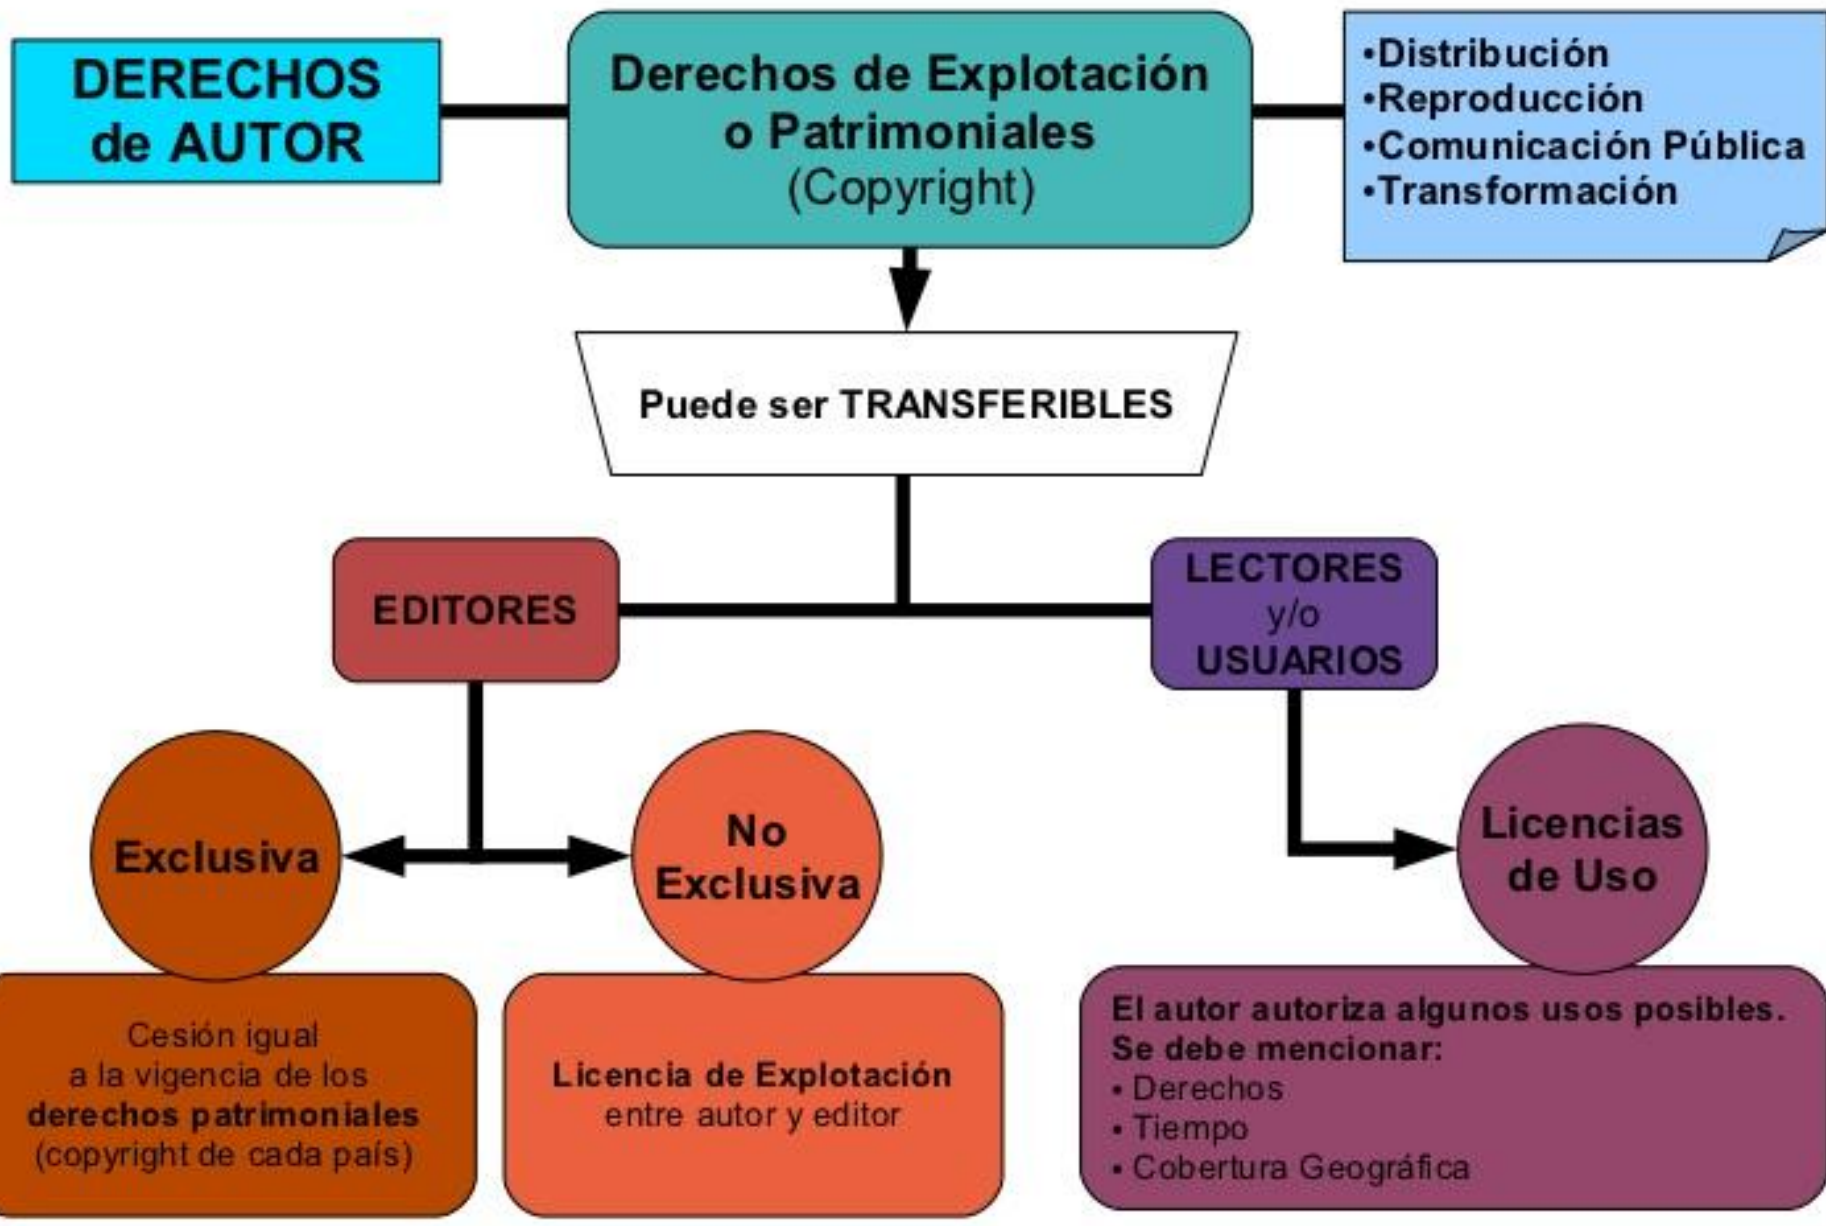 DERECHOS
de AUTOR
Derechos de Explotación
o Patrimoniales
(Copyright)
•Distribución
•Reproducción
•Comunicación Pública
•Transformación
Puede ser TRANSFERIBLES
EDITORES
LECTORES
y/o
USUARIOS
Exclusiva
No
Exclusiva
Licencias
de Uso
Cesión igual
a la vigencia de los
derechos patrimoniales
(copyright de cada país)
Licencia de Explotación
entre autor y editor
El autor autoriza algunos usos posibles.
Se debe mencionar:
▪ Derechos
▪ Tiempo
▪ Cobertura Geográfica